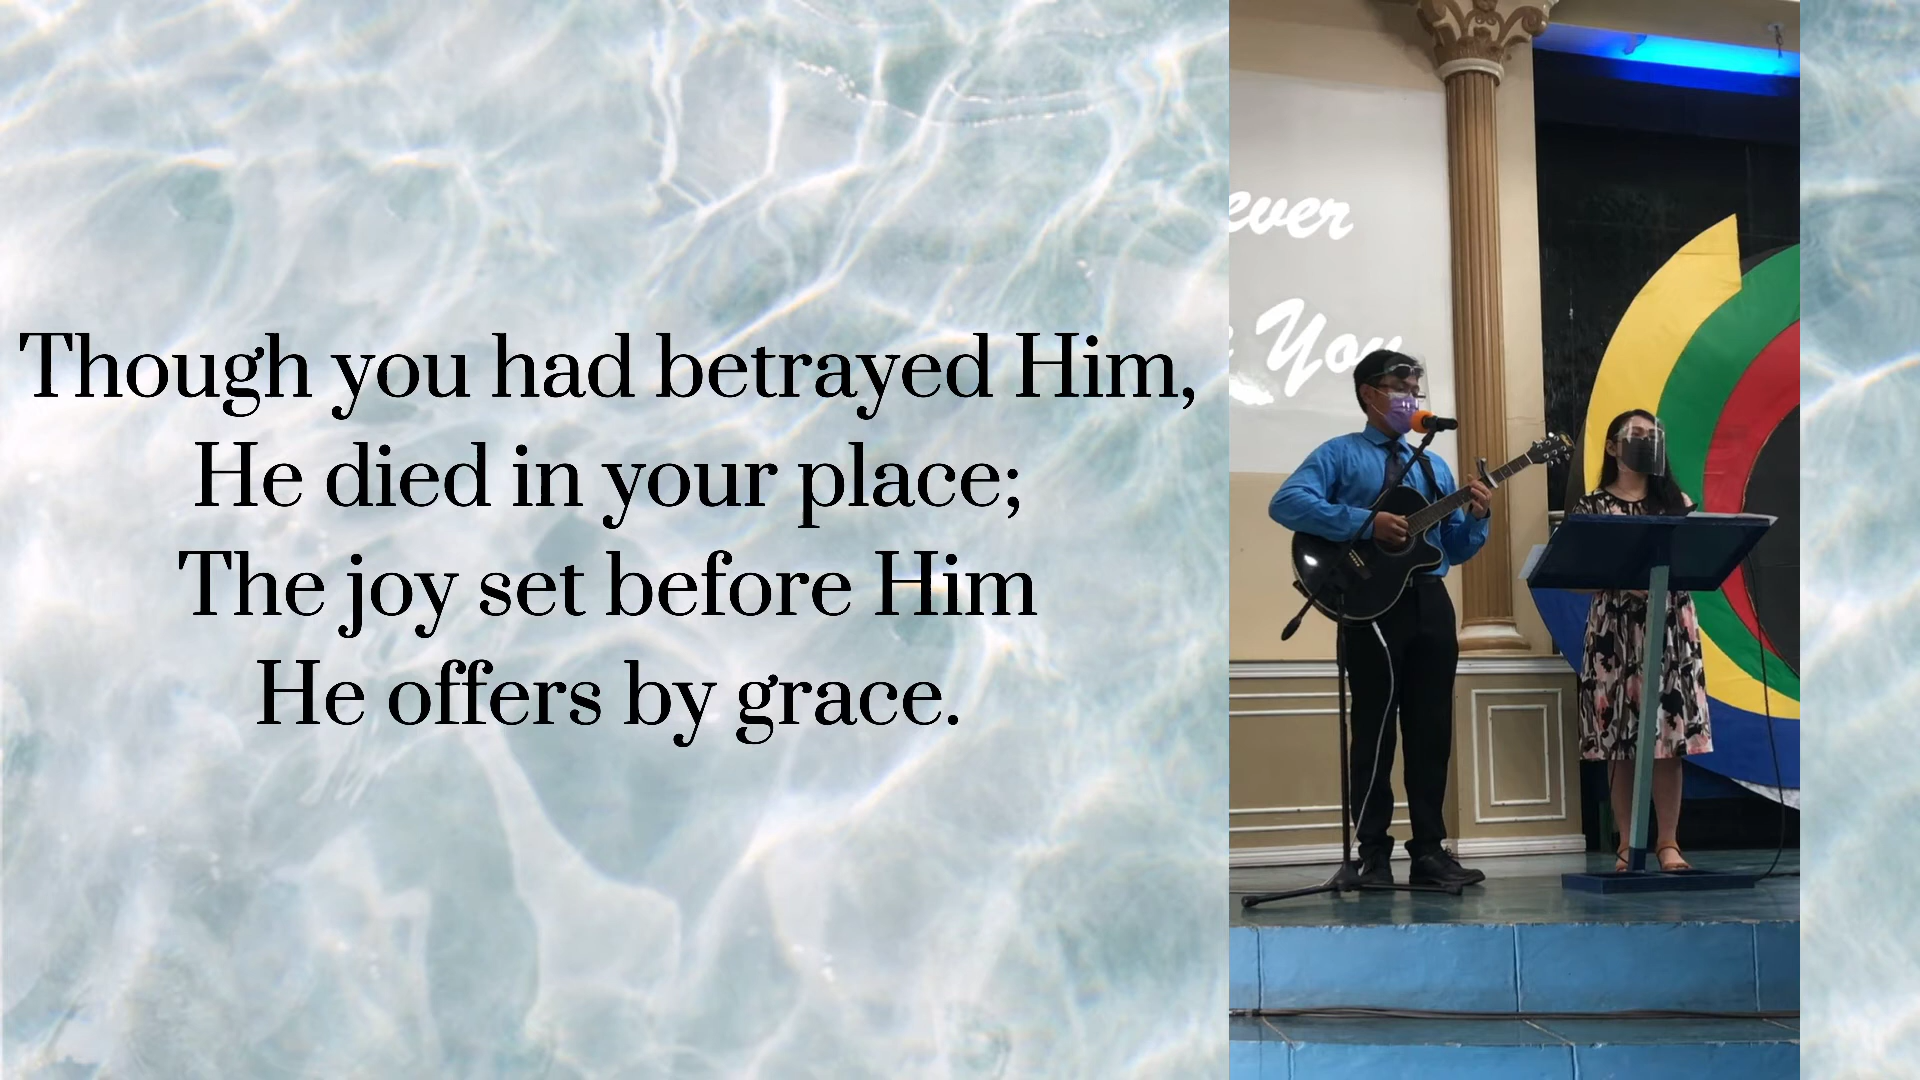 Though you had betrayed Him,
He died in your place;
The joy set before Him
He offers by grace.
ever
You